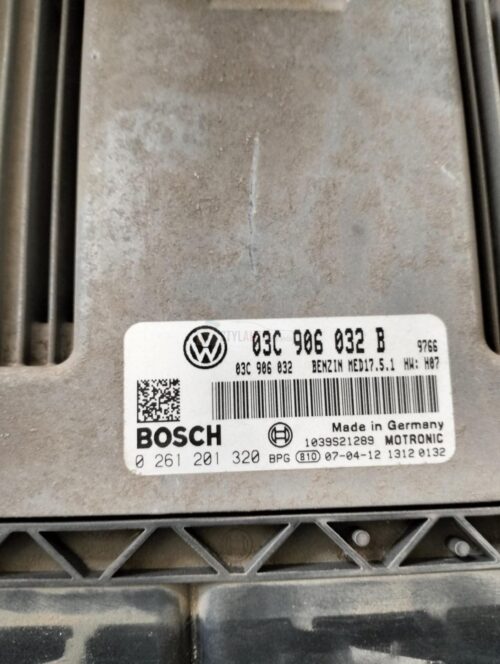 03C 906 032 B 9766
03C 906 032 BENZIN MED17.5.1 HW: H07
Made in Germany
BOSCH 1039S21289 MOTRONIC
0 261 201 320 BPG 810 07-04-12 1312 0132